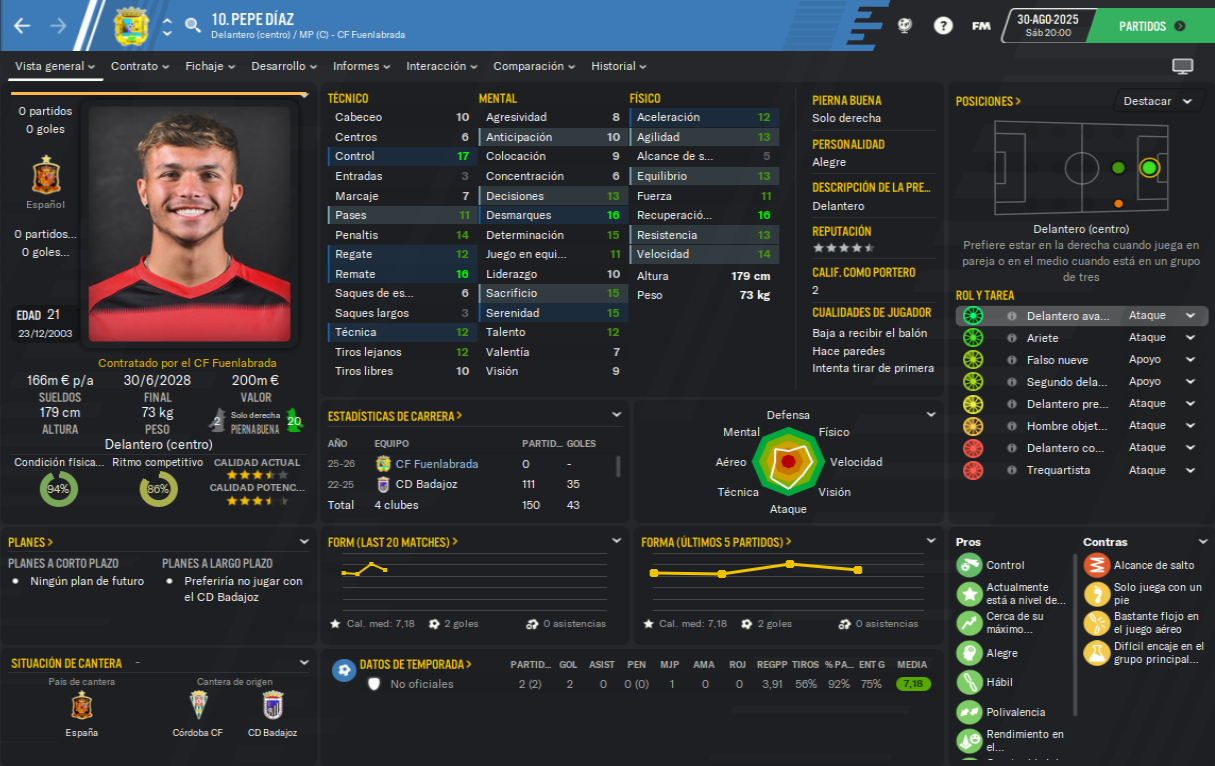 10. PEPE DÍAZ
Delantero (centro) / MP (C) - CF Fuenlabrada
?
FM
30-AGO-2025
Sáb 20:00
PARTIDOS
Vista general
Contrato
Fichaje
Desarrollo
Informes
Interacción
Comparación
Historial
0 partidos
0 goles
Español
0 partidos...
0 goles...
EDAD 21
23/12/2003
Contratado por el CF Fuenlabrada
166m € p/a
SUELDOS
30/6/2028
FINAL
200m €
VALOR
179 cm
ALTURA
73 kg
PESO
2
Solo derecha
PIERNA BUENA
20
Delantero (centro)
Condición física...
94%
Ritmo competitivo
86%
CALIDAD ACTUAL
CALIDAD POTENC...
TÉCNICO
Cabeceo 10
Centros 6
Control 17
Entradas 3
Marcaje 7
Pases 11
Penaltis 14
Regate 12
Remate 16
Saques de es... 6
Saques largos 3
Técnica 12
Tiros lejanos 12
Tiros libres 10
MENTAL
Agresividad 8
Anticipación 10
Colocación 9
Concentración 6
Decisiones 13
Desmarques 16
Determinación 15
Juego en equi... 11
Liderazgo 10
Sacrificio 15
Serenidad 15
Talento 12
Valentía 7
Visión 9
FÍSICO
Aceleración 12
Agilidad 13
Alcance de s... 5
Equilibrio 13
Fuerza 11
Recuperació... 16
Resistencia 13
Velocidad 14
Altura 179 cm
Peso 73 kg
PIERNA BUENA
Solo derecha
PERSONALIDAD
Alegre
DESCRIPCIÓN DE LA PRE...
Delantero
REPUTACIÓN
CALIF. COMO PORTERO
2
CUALIDADES DE JUGADOR
Baja a recibir el balón
Hace paredes
Intenta tirar de primera
POSICIONES >
Destacar
Delantero (centro)
Prefiere estar en la derecha cuando juega en
pareja o en el medio cuando está en un grupo
de tres
ROL Y TAREA
Delantero ava... Ataque
Ariete Ataque
Falso nueve Apoyo
Segundo dela... Apoyo
Delantero pre... Ataque
Hombre objet... Ataque
Delantero co... Ataque
Trequartista Ataque
ESTADÍSTICAS DE CARRERA >
AÑO EQUIPO PARTID... GOLES
25-26 CF Fuenlabrada 0 -
22-25 CD Badajoz 111 35
Total 4 clubes 150 43
Defensa
Mental Físico
Aéreo Velocidad
Técnica Visión
Ataque
PLANES >
PLANES A CORTO PLAZO
Ningún plan de futuro
PLANES A LARGO PLAZO
Preferiría no jugar con
el CD Badajoz
FORM (LAST 20 MATCHES) >
Cal. med: 7,18 2 goles 0 asistencias
FORMA (ÚLTIMOS 5 PARTIDOS) >
Cal. med: 7,18 2 goles 0 asistencias
Pros
Control
Actualmente
está a nivel de...
Cerca de su
máximo...
Alegre
Hábil
Polivalencia
Rendimiento en
el...
Contras
Alcance de salto
Solo juega con un
pie
Bastante flojo en
el juego aéreo
Difícil encaje en el
grupo principal...
SITUACIÓN DE CANTERA -
País de cantera
España
Cantera de origen
Córdoba CF
CD Badajoz
DATOS DE TEMPORADA > PARTID... GOL ASIST PEN MJP AMA ROJ REGPP TIROS % PA... ENT G MEDIA
No oficiales 2 (2) 2 0 0 (0) 1 0 0 3,91 56% 92% 75% 7,18